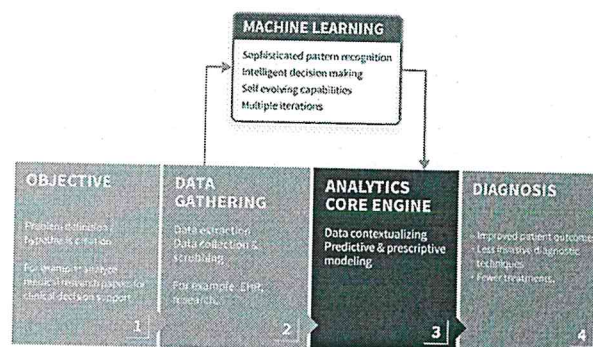 MACHINE LEARNING
Sophisticated pattern recognition
Intelligent decision making
Self evolving capabilities
Multiple iterations
OBJECTIVE
Problem definition /
hypothesis creation
For example: analyze
medical research papers for
clinical decision support.
1
DATA
GATHERING
Data extraction
Data collection &
scrubbing
For example: EHR,
research.
2
ANALYTICS
CORE ENGINE
Data contextualizing
Predictive & prescriptive
modeling
3
DIAGNOSIS
- Improved patient outcomes
- Less invasive diagnostic
techniques.
- Fewer treatments.
4